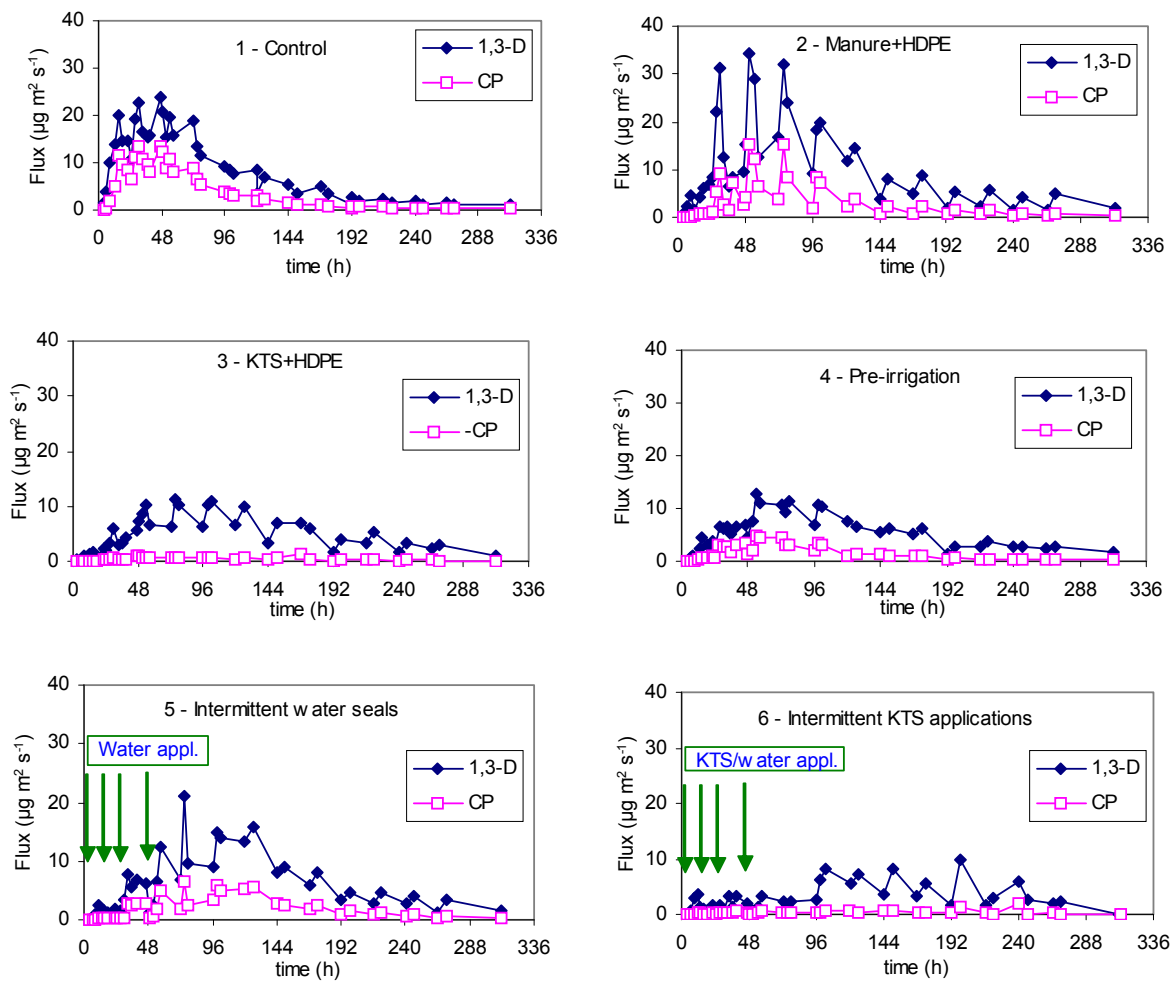 1 - Control
1,3-D
CP
Flux (µg m² s⁻¹)
40
30
20
10
0
0 48 96 144 192 240 288 336
time (h)
2 - Manure+HDPE
1,3-D
CP
Flux (µg m² s⁻¹)
40
30
20
10
0
0 48 96 144 192 240 288 336
time (h)
3 - KTS+HDPE
1,3-D
-CP
Flux (µg m² s⁻¹)
40
30
20
10
0
0 48 96 144 192 240 288 336
time (h)
4 - Pre-irrigation
1,3-D
CP
Flux (µg m² s⁻¹)
40
30
20
10
0
0 48 96 144 192 240 288 336
time (h)
5 - Intermittent water seals
Water appl.
1,3-D
CP
Flux (µg m² s⁻¹)
40
30
20
10
0
0 48 96 144 192 240 288 336
time (h)
6 - Intermittent KTS applications
KTS/water appl.
1,3-D
CP
Flux (µg m² s⁻¹)
40
30
20
10
0
0 48 96 144 192 240 288 336
time (h)